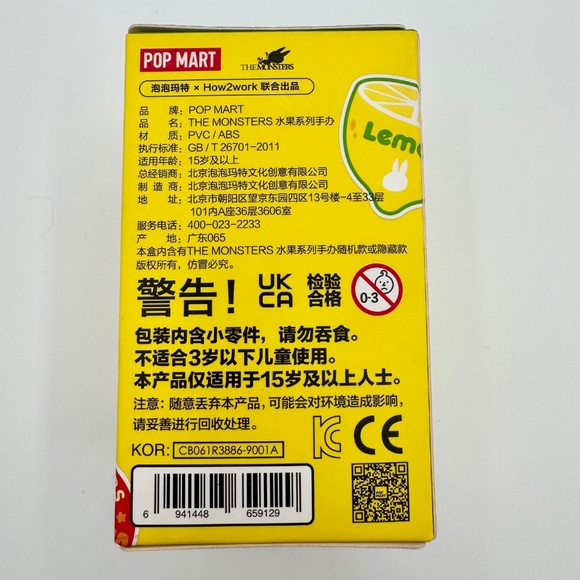 POP MART
THE MONSTERS
泡泡玛特 × How2work 联合出品
品 牌: POP MART
品 名: THE MONSTERS 水果系列手办
材 质: PVC / ABS
执行标准: GB / T 26701-2011
适用年龄: 15岁及以上
总经销商: 北京泡泡玛特文化创意有限公司
制 造 商: 北京泡泡玛特文化创意有限公司
地 址: 北京市朝阳区望京东园四区13号楼-4至33层
101内A座36层3606室
服务电话: 400-023-2233
产 地: 广东065
本盒内含有THE MONSTERS 水果系列手办随机款或隐藏款
版权所有，仿冒必究。
Lemo
警告！
UK
CA
检验
合格
0-3
包装内含小零件，请勿吞食。
不适合3岁以下儿童使用。
本产品仅适用于15岁及以上人士。
注意: 随意丢弃本产品，可能会对环境造成影响，
请妥善进行回收处理。
KOR: CB061R3886-9001A
CE
6 941448 659129